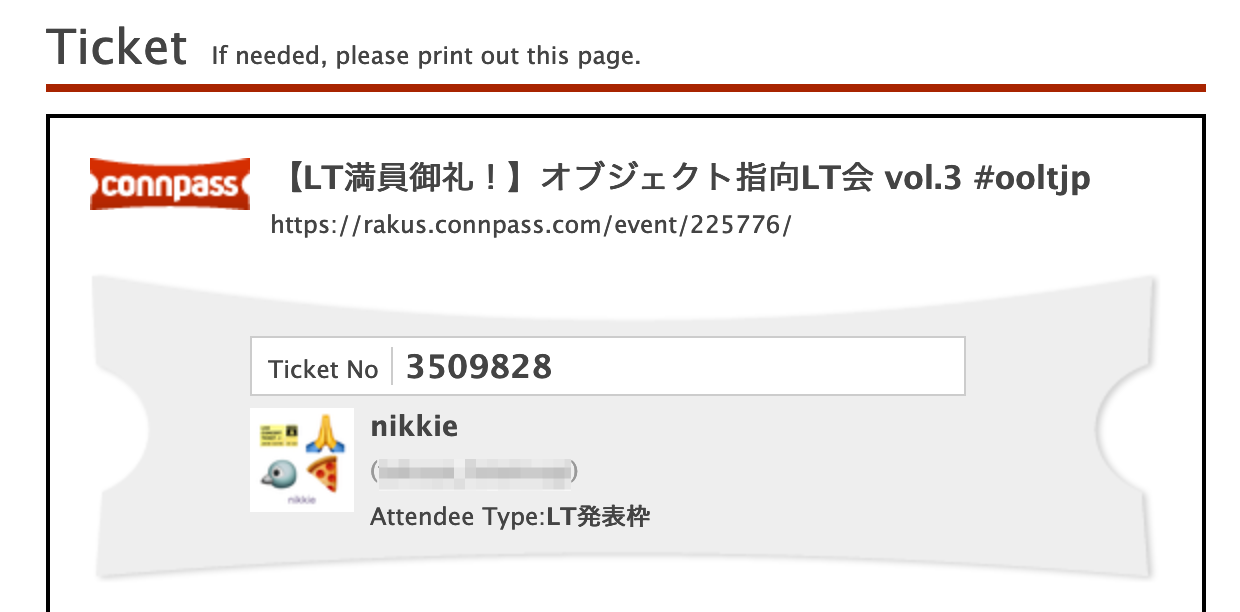 Ticket If needed, please print out this page.
connpass
【LT満員御礼！】オブジェクト指向LT会 vol.3 #ooltjp
https://rakus.connpass.com/event/225776/
Ticket No 3509828
nikkie
nikkie
Attendee Type:LT発表枠